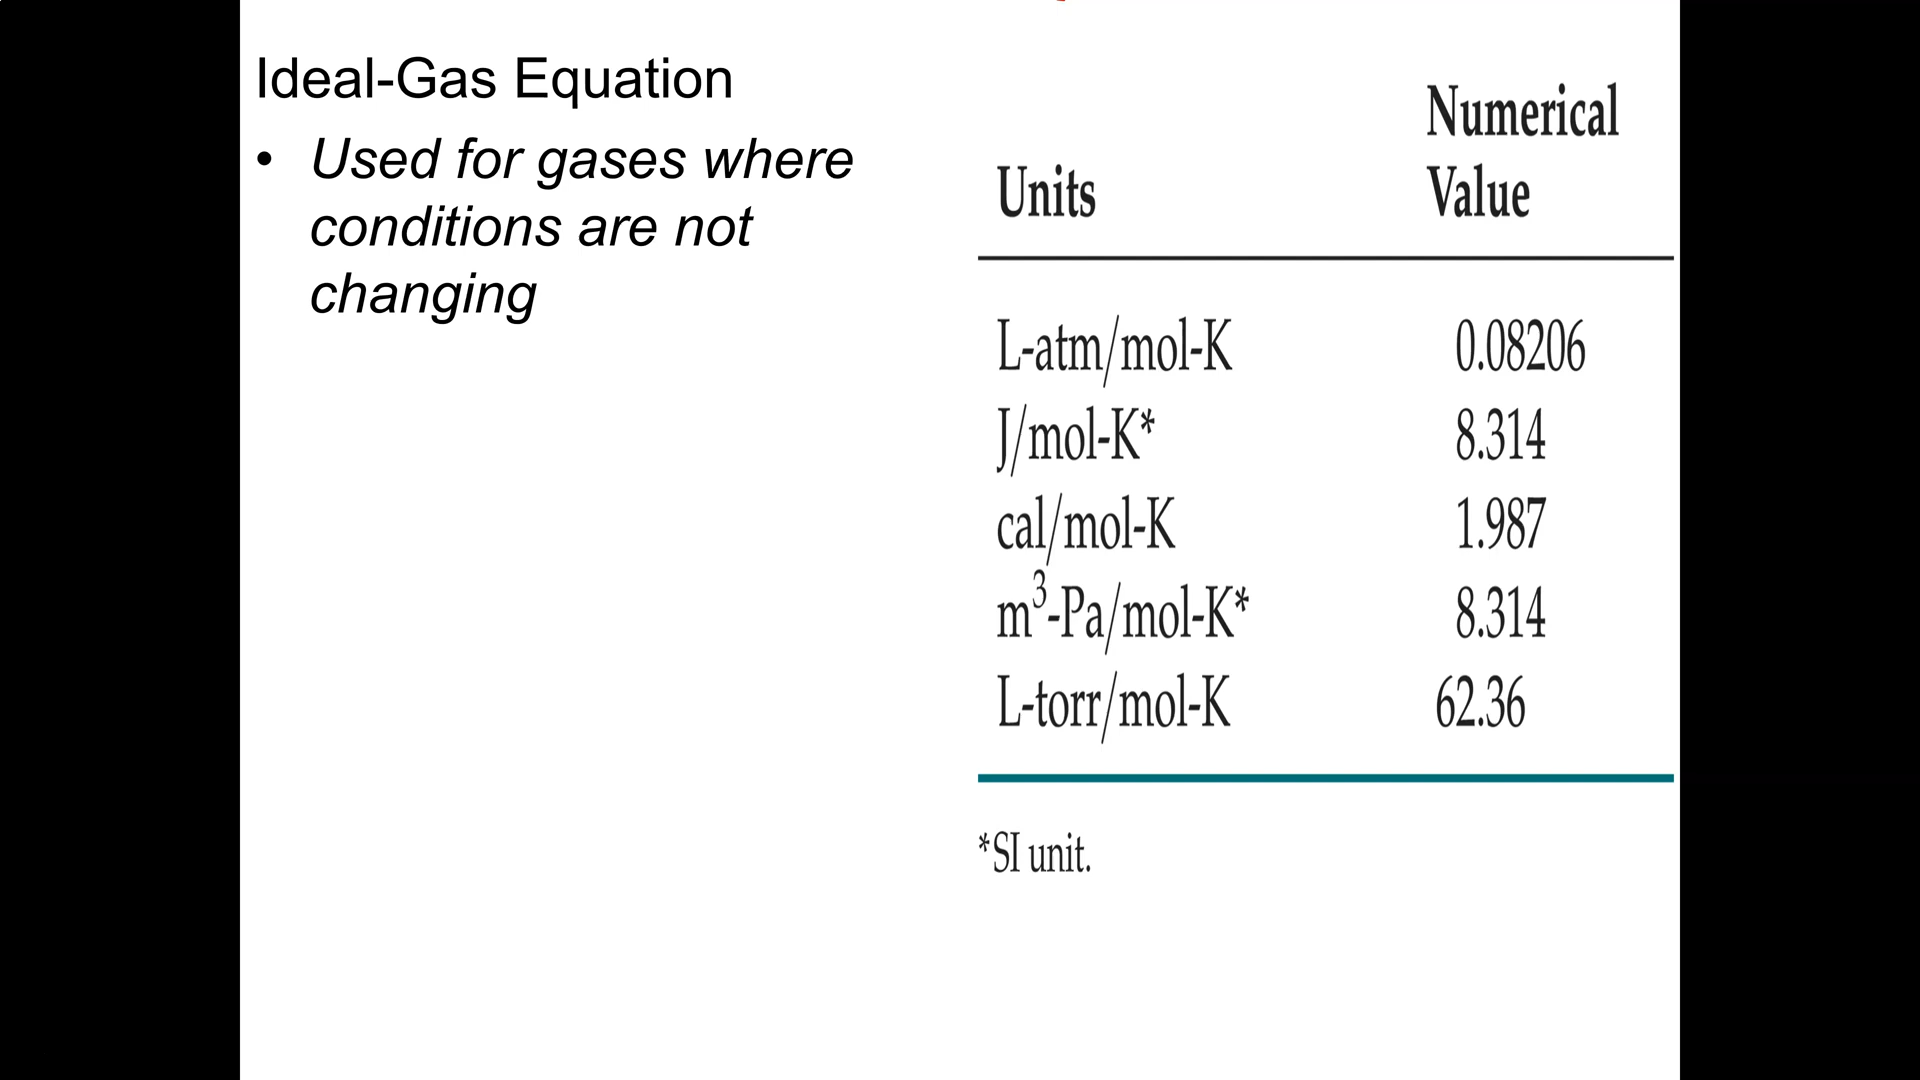 Ideal-Gas Equation
• Used for gases where
conditions are not
changing
Numerical
Units Value
L-atm/mol-K 0.08206
J/mol-K* 8.314
cal/mol-K 1.987
m³-Pa/mol-K* 8.314
L-torr/mol-K 62.36
*SI unit.